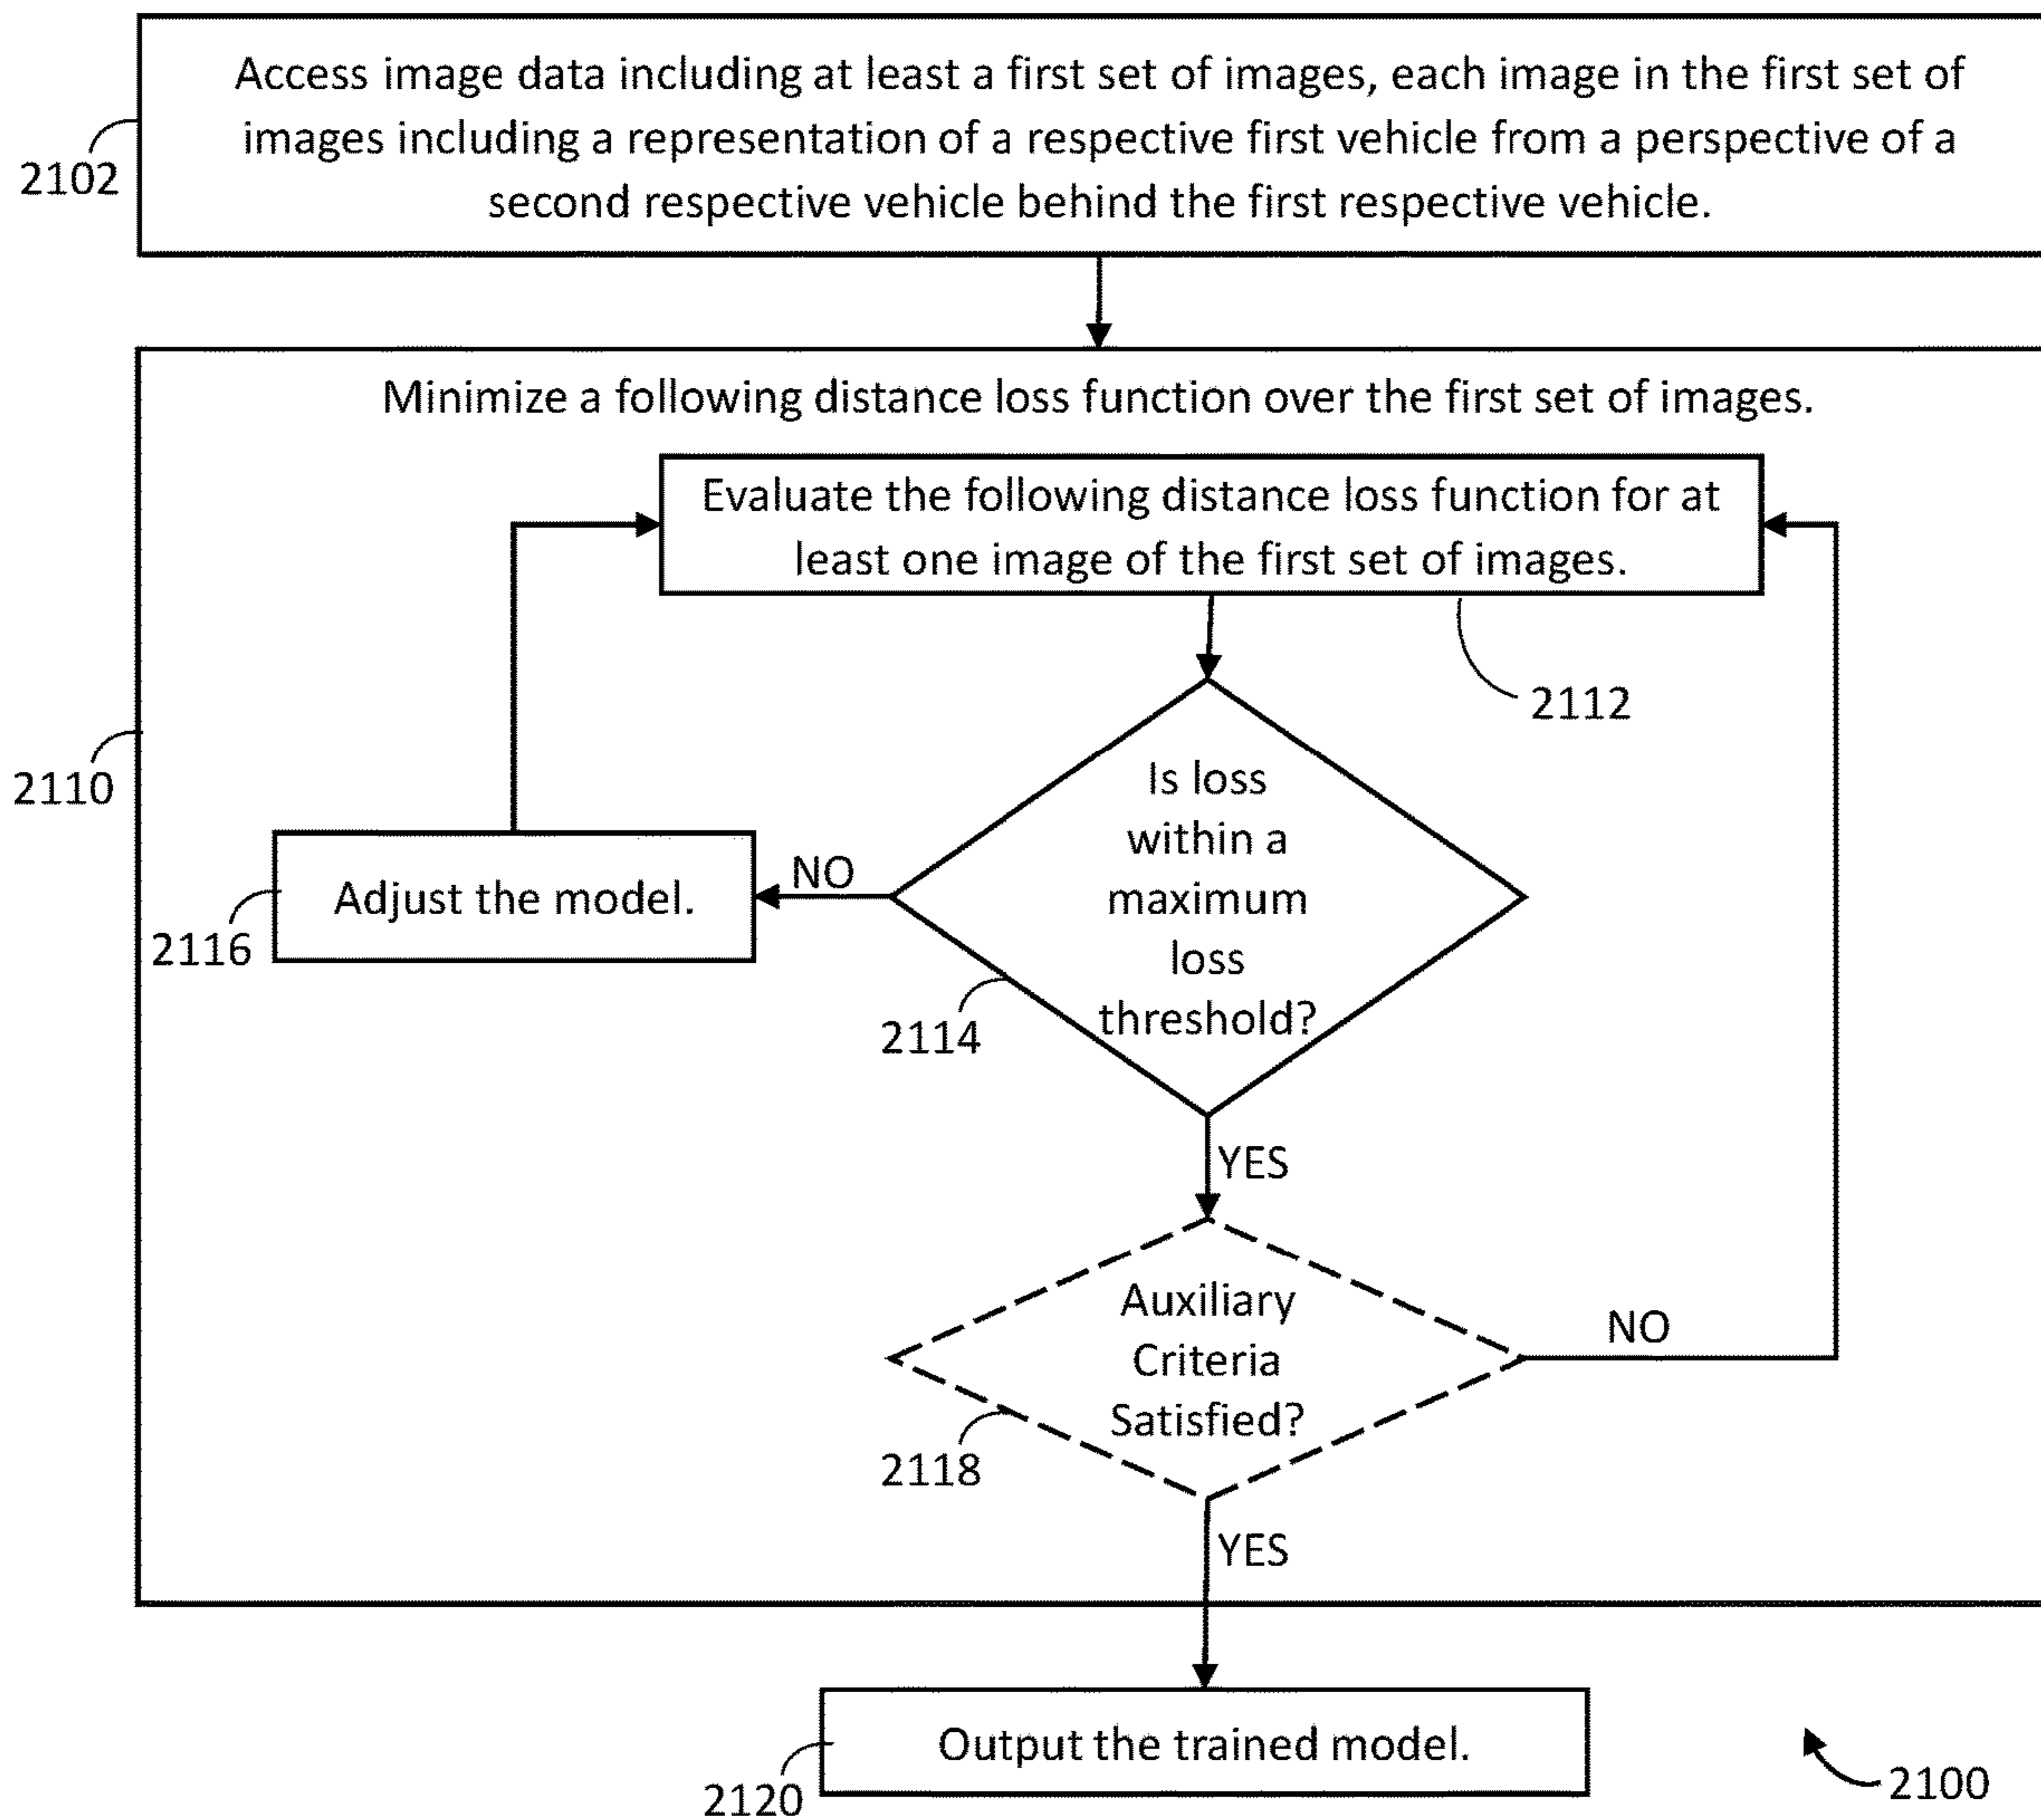 Access image data including at least a first set of images, each image in the first set of
images including a representation of a respective first vehicle from a perspective of a
second respective vehicle behind the first respective vehicle.
2102
Minimize a following distance loss function over the first set of images.
Evaluate the following distance loss function for at
least one image of the first set of images.
2112
2110
Is loss
within a
maximum
loss
threshold?
NO
Adjust the model.
2116
2114
YES
Auxiliary
Criteria
Satisfied?
NO
2118
YES
Output the trained model.
2120
2100